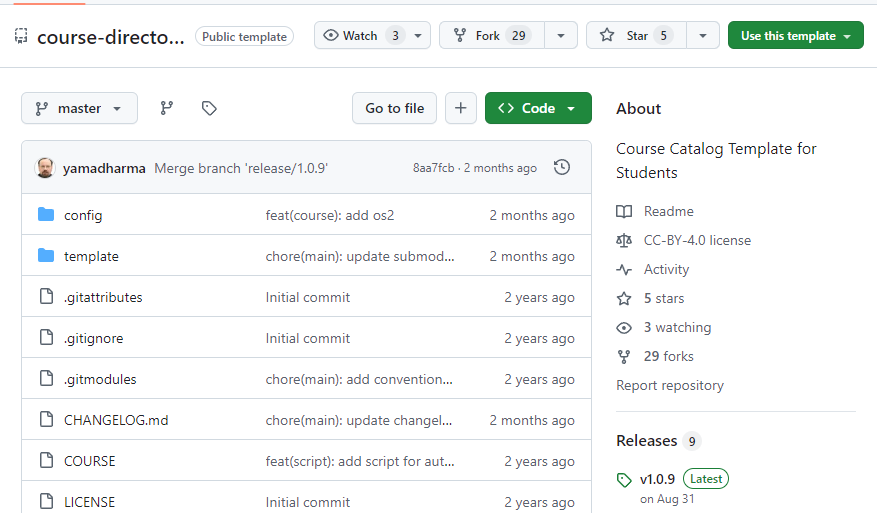 course-directo... Public template Watch 3 Fork 29 Star 5 Use this template
master Go to file Code
yamadharma Merge branch 'release/1.0.9' 8aa7fcb · 2 months ago
config feat(course): add os2 2 months ago
template chore(main): update submod... 2 months ago
.gitattributes Initial commit 2 years ago
.gitignore Initial commit 2 years ago
.gitmodules chore(main): add convention... 2 years ago
CHANGELOG.md chore(main): update changel... 2 months ago
COURSE feat(script): add script for aut... 2 years ago
LICENSE Initial commit 2 years ago
About
Course Catalog Template for
Students
Readme
CC-BY-4.0 license
Activity
5 stars
3 watching
29 forks
Report repository
Releases 9
v1.0.9 Latest
on Aug 31